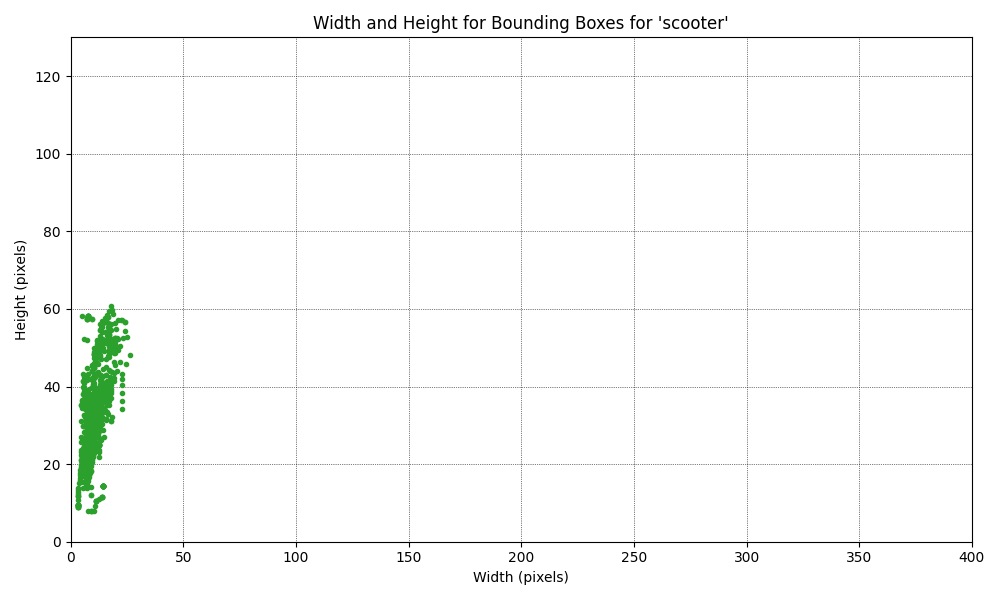 Width and Height for Bounding Boxes for 'scooter'
Height (pixels)
120
100
80
60
40
20
0
0 50 100 150 200 250 300 350 400
Width (pixels)